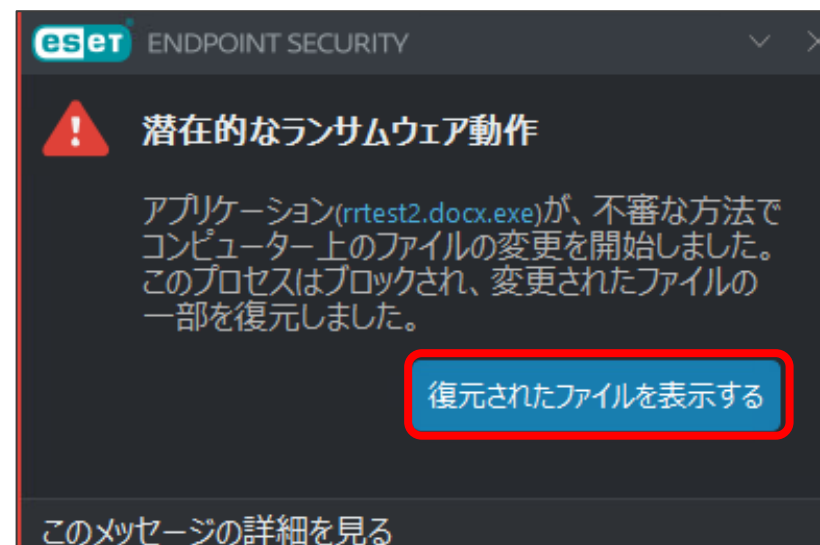 eset ENDPOINT SECURITY
潜在的なランサムウェア動作
アプリケーション(rrtest2.docx.exe)が、不審な方法で
コンピューター上のファイルの変更を開始しました。
このプロセスはブロックされ、変更されたファイルの
一部を復元しました。
復元されたファイルを表示する
このメッセージの詳細を見る